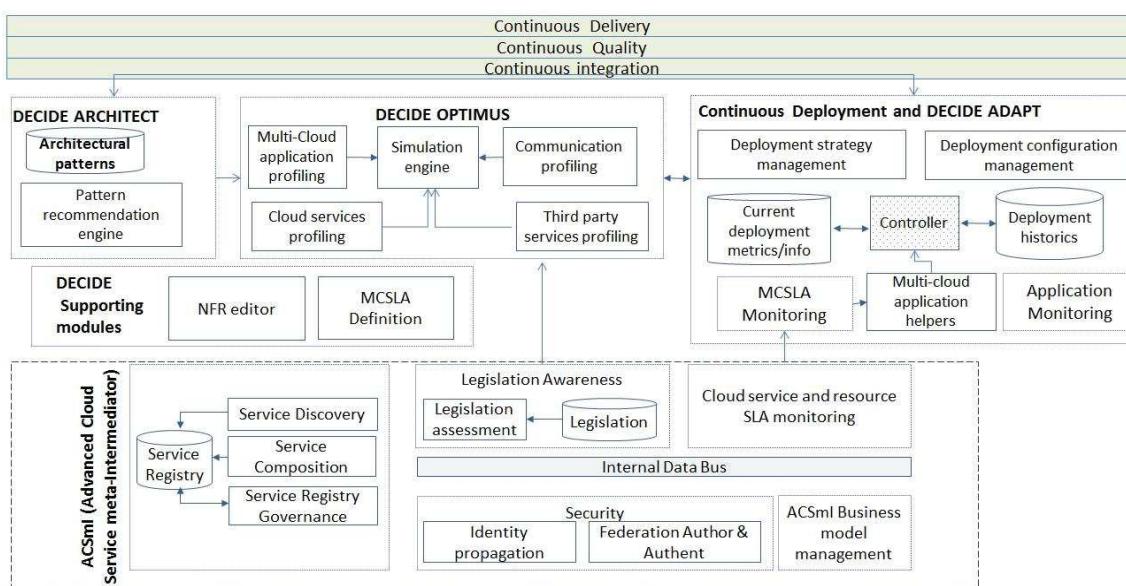 Continuous Delivery
Continuous Quality
Continuous integration
DECIDE ARCHITECT
Architectural
patterns
Pattern
recommendation
engine
DECIDE OPTIMUS
Multi-Cloud
application
profiling
Simulation
engine
Communication
profiling
Cloud services
profiling
Third party
services profiling
Continuous Deployment and DECIDE ADAPT
Deployment strategy
management
Deployment configuration
management
Current
deployment
metrics/info
Controller
Deployment
historics
MCSLA
Monitoring
Multi-cloud
application
helpers
Application
Monitoring
DECIDE
Supporting
modules
NFR editor
MCSLA
Definition
ACSmI (Advanced Cloud
Service meta-Intermediator)
Service
Registry
Service Discovery
Service
Composition
Service Registry
Governance
Legislation Awareness
Legislation
assessment
Legislation
Cloud service and resource
SLA monitoring
Internal Data Bus
Security
Identity
propagation
Federation Author &
Authent
ACSmI Business
model
management